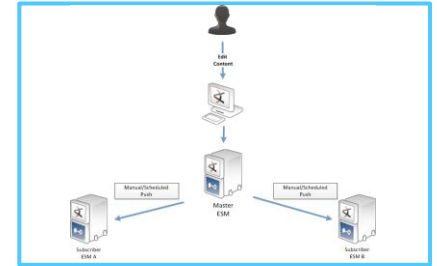 Edit
Content
Master
ESM
Manual/Scheduled
Push
Manual/Scheduled
Push
Subscriber
ESM A
Subscriber
ESM B